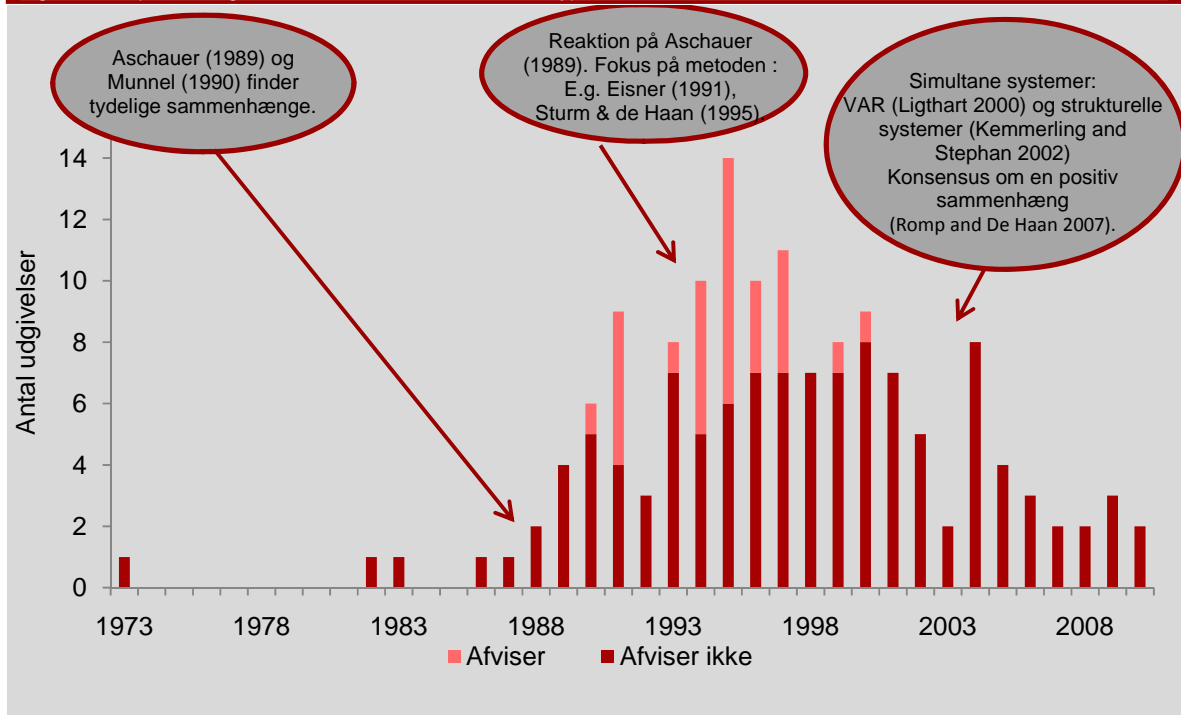 Aschauer (1989) og
Munnel (1990) finder
tydelige sammenhænge.
Reaktion på Aschauer
(1989). Fokus på metoden :
E.g. Eisner (1991),
Sturm & de Haan (1995).
Simultane systemer:
VAR (Ligthart 2000) og strukturelle
systemer (Kemmerling and
Stephan 2002)
Konsensus om en positiv
sammenhæng
(Romp and De Haan 2007).
Antal udgivelser
14
12
10
8
6
4
2
0
1973 1978 1983 1988 1993 1998 2003 2008
Afviser Afviser ikke